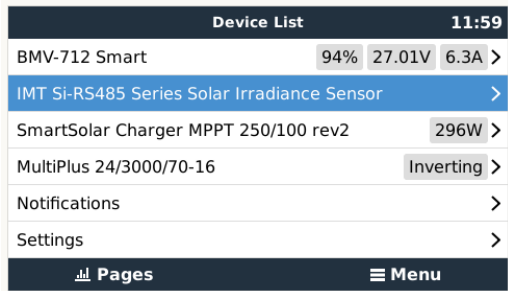 Device List 11:59
BMV-712 Smart 94% 27.01V 6.3A
IMT Si-RS485 Series Solar Irradiance Sensor
SmartSolar Charger MPPT 250/100 rev2 296W
MultiPlus 24/3000/70-16 Inverting
Notifications
Settings
Pages Menu